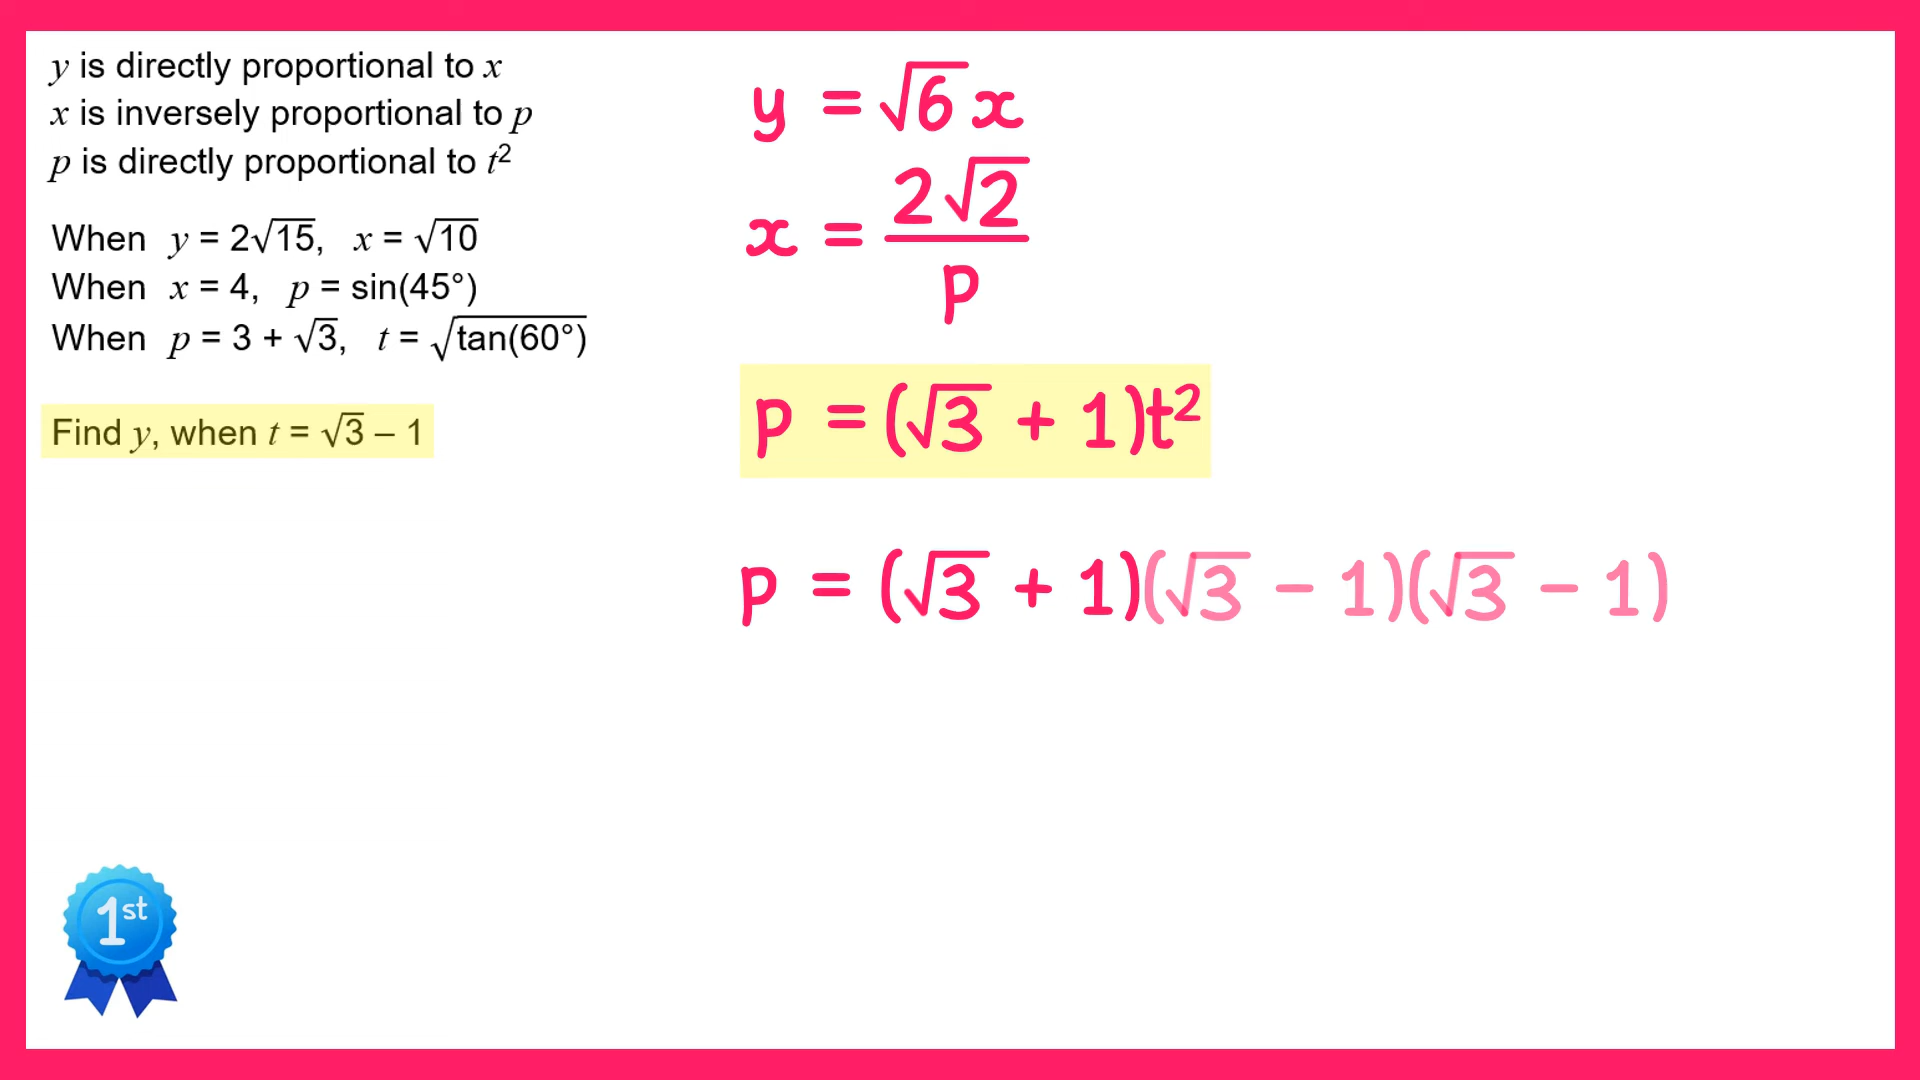 y is directly proportional to x
x is inversely proportional to p
p is directly proportional to t²
When y = 2√15, x = √10
When x = 4, p = sin(45°)
When p = 3 + √3, t = √tan(60°)
Find y, when t = √3 – 1
y = √6 x
x = 2√2 / p
p = (√3 + 1)t²
p = (√3 + 1)(√3 − 1)(√3 − 1)
1st